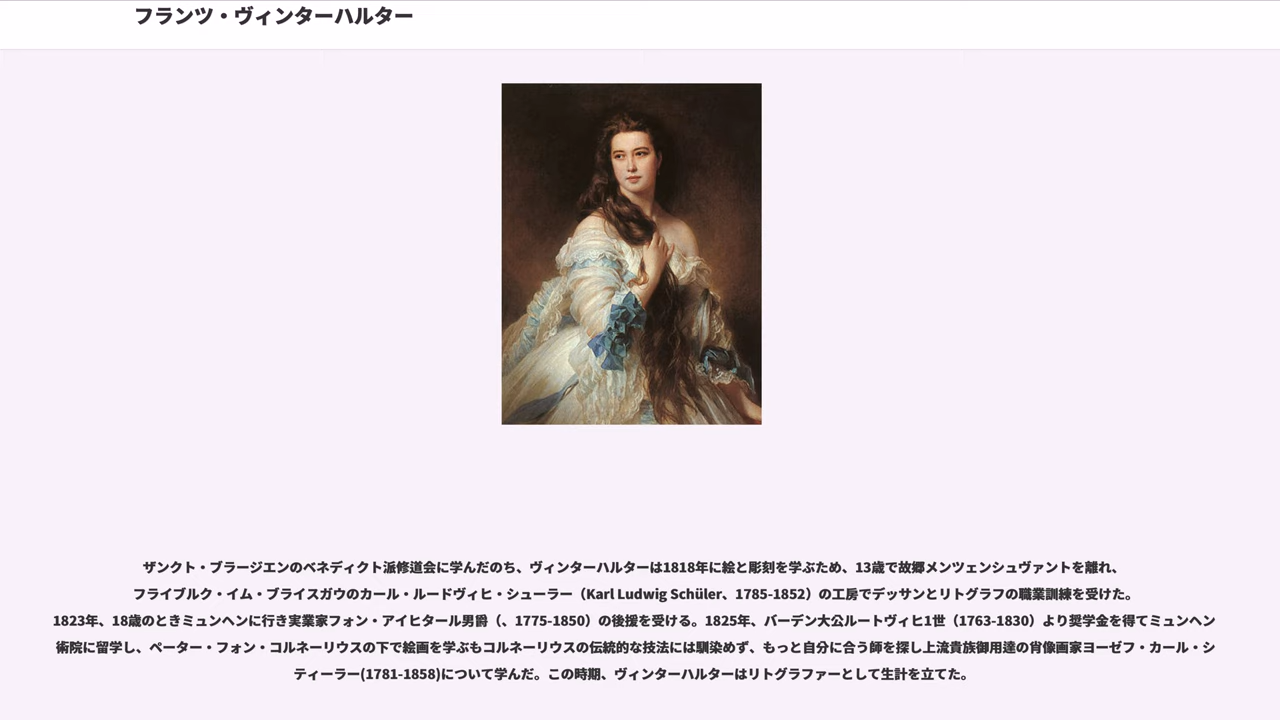 フランツ・ヴィンターハルター
ザンクト・ブラージエンのベネディクト派修道会に学んだのち、ヴィンターハルターは1818年に絵と彫刻を学ぶため、13歳で故郷メンツェンシュヴァントを離れ、
フライブルク・イム・ブライスガウのカール・ルードヴィヒ・シューラー（Karl Ludwig Schüler、1785-1852）の工房でデッサンとリトグラフの職業訓練を受けた。
1823年、18歳のときミュンヘンに行き実業家フォン・アイヒタール男爵（、1775-1850）の後援を受ける。1825年、バーデン大公ルートヴィヒ1世（1763-1830）より奨学金を得てミュンヘン
術院に留学し、ペーター・フォン・コルネーリウスの下で絵画を学ぶもコルネーリウスの伝統的な技法には馴染めず、もっと自分に合う師を探し上流貴族御用達の肖像画家ヨーゼフ・カール・シ
ティーラー(1781-1858)について学んだ。この時期、ヴィンターハルターはリトグラファーとして生計を立てた。